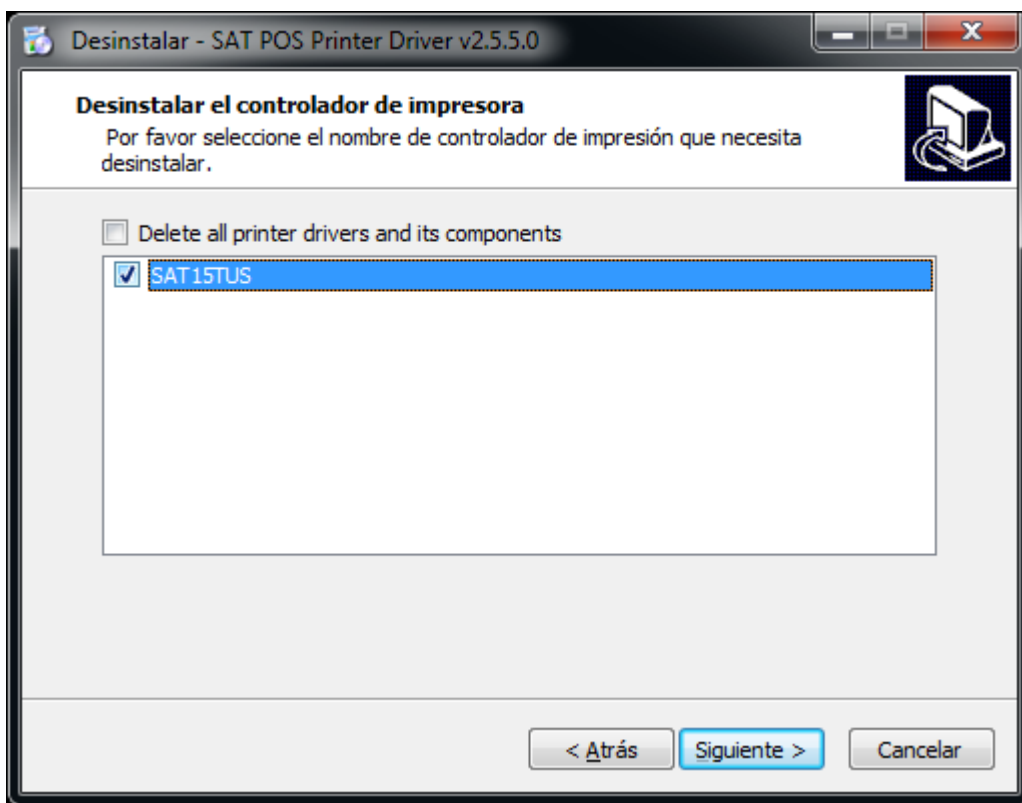 Desinstalar - SAT POS Printer Driver v2.5.5.0
Desinstalar el controlador de impresora
Por favor seleccione el nombre de controlador de impresión que necesita
desinstalar.
Delete all printer drivers and its components
SAT15TUS
< Atrás
Siguiente >
Cancelar